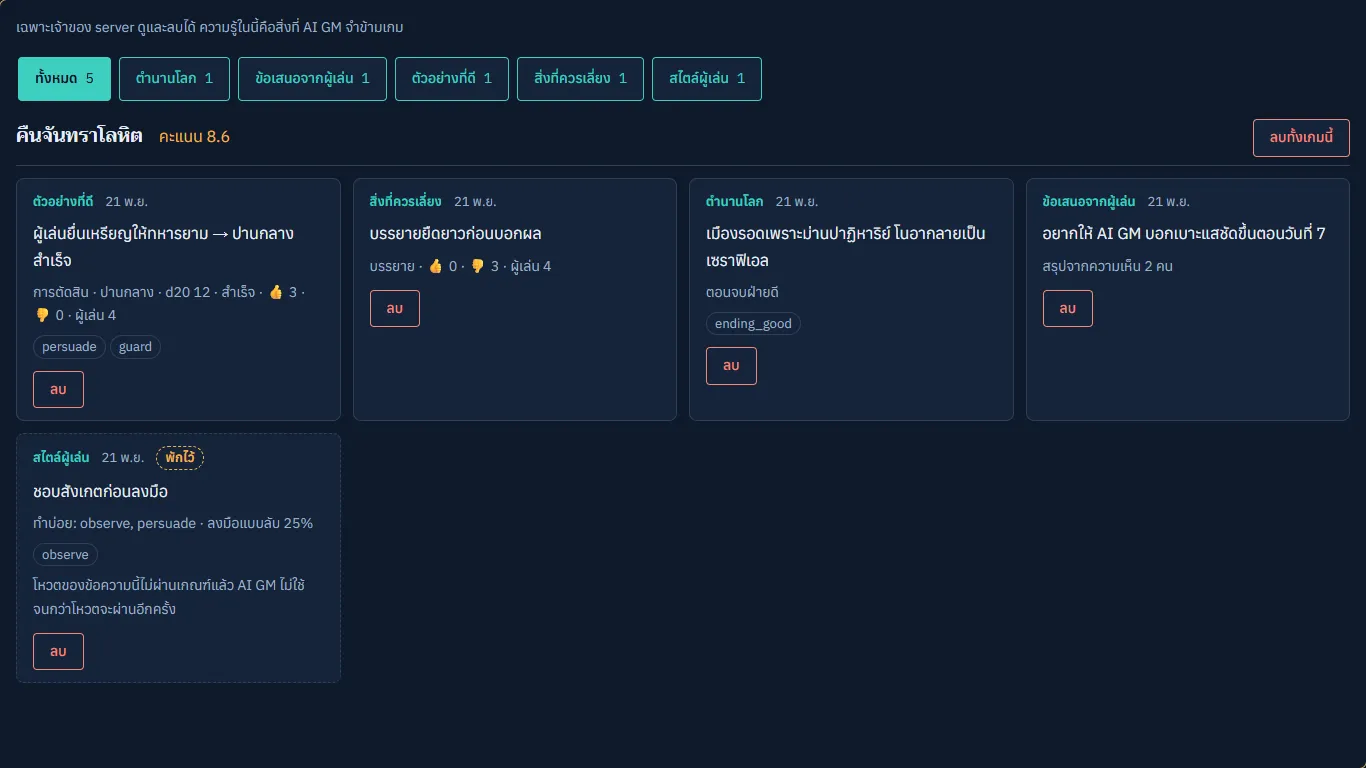 เฉพาะเจ้าของ server ดูแลและลบได้ ความรู้ในนี้คือสิ่งที่ AI GM จำข้ามเกม
ทั้งหมด 5
ตำนานโลก 1
ข้อเสนอจากผู้เล่น 1
ตัวอย่างที่ดี 1
สิ่งที่ควรเลี่ยง 1
สไตล์ผู้เล่น 1
คืนจันทราโลหิต คะแนน 8.6
ลบทั้งเกมนี้
ตัวอย่างที่ดี 21 พ.ย.
ผู้เล่นยื่นเหรียญให้ทหารยาม → ปานกลาง
สำเร็จ
การตัดสิน · ปานกลาง · d20 12 · สำเร็จ · 👍 3 ·
👎 0 · ผู้เล่น 4
persuade guard
ลบ
สิ่งที่ควรเลี่ยง 21 พ.ย.
บรรยายยืดยาวก่อนบอกผล
บรรยาย · 👍 0 · 👎 3 · ผู้เล่น 4
ลบ
ตำนานโลก 21 พ.ย.
เมืองรอดเพราะม่านปาฏิหาริย์ โนอากลายเป็น
เซราฟิเอล
ตอนจบฝ่ายดี
ending_good
ลบ
ข้อเสนอจากผู้เล่น 21 พ.ย.
อยากให้ AI GM บอกเบาะแสชัดขึ้นตอนวันที่ 7
สรุปจากความเห็น 2 คน
ลบ
สไตล์ผู้เล่น 21 พ.ย. พักไว้
ชอบสังเกตก่อนลงมือ
ทำบ่อย: observe, persuade · ลงมือแบบลับ 25%
observe
โหวตของข้อความนี้ไม่ผ่านเกณฑ์แล้ว AI GM ไม่ใช้
จนกว่าโหวตจะผ่านอีกครั้ง
ลบ